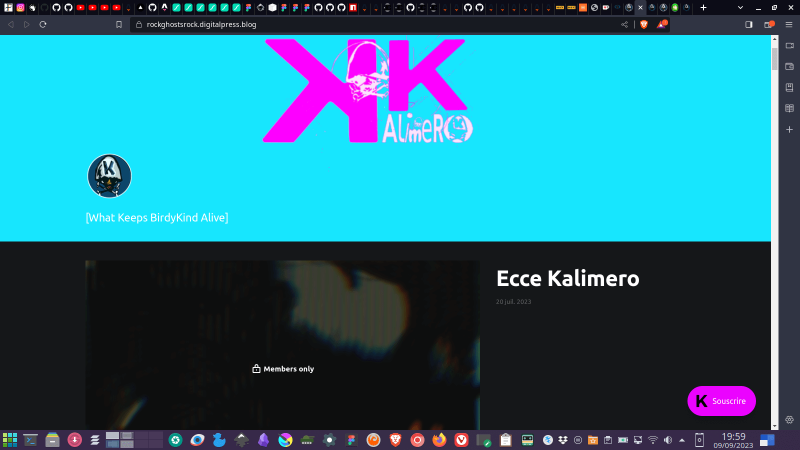 rockghostsrock.digitalpress.blog
KK
ALimeRO
K
[What Keeps BirdyKind Alive]
Ecce Kalimero
20 juil. 2023
Members only
K Souscrire
19:59
09/09/2023